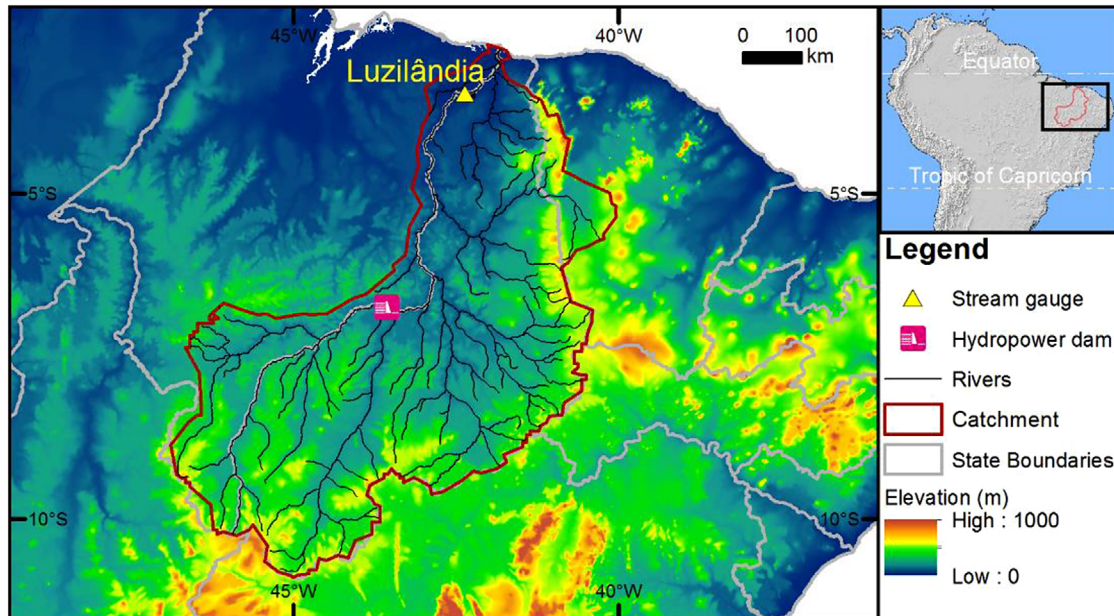 45°W
40°W
0 100
km
Luzilândia
5°S
5°S
10°S
10°S
45°W
40°W
Equator
Tropic of Capricorn
Legend
Stream gauge
Hydropower dam
Rivers
Catchment
State Boundaries
Elevation (m)
High : 1000
Low : 0